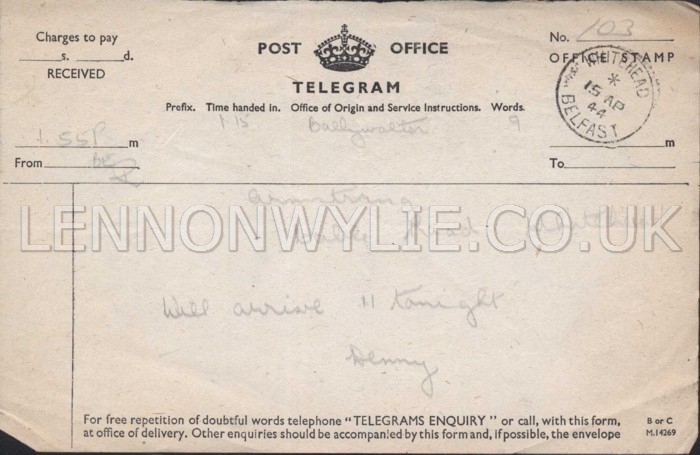 Charges to pay
s. d.
RECEIVED
POST OFFICE
TELEGRAM
Prefix. Time handed in. Office of Origin and Service Instructions. Words.
1.15 Ballywalter 9
No. 103
OFFICE STAMP
WHITEHEAD
15 AP
44
BELFAST
1.55P m
From
m
To
Armstrong
Road
LENNONWYLIE.CO.UK
Will arrive 11 tonight
Denny
For free repetition of doubtful words telephone "TELEGRAMS ENQUIRY" or call, with this form,
at office of delivery. Other enquiries should be accompanied by this form and, if possible, the envelope
B or C
M.14269